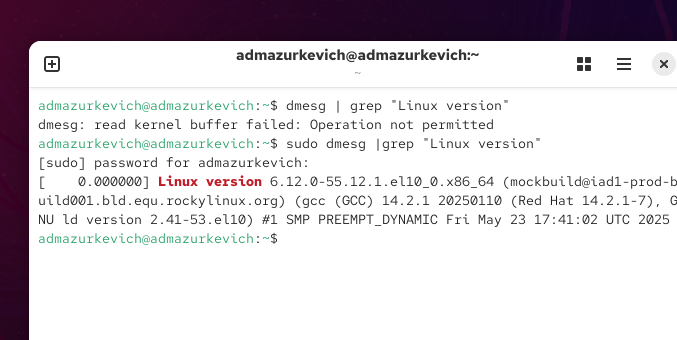 admazurkevich@admazurkevich:~
~
admazurkevich@admazurkevich:~$ dmesg | grep "Linux version"
dmesg: read kernel buffer failed: Operation not permitted
admazurkevich@admazurkevich:~$ sudo dmesg |grep "Linux version"
[sudo] password for admazurkevich:
[    0.000000] Linux version 6.12.0-55.12.1.el10_0.x86_64 (mockbuild@iad1-prod-b
uild001.bld.equ.rockylinux.org) (gcc (GCC) 14.2.1 20250110 (Red Hat 14.2.1-7), G
NU ld version 2.41-53.el10) #1 SMP PREEMPT_DYNAMIC Fri May 23 17:41:02 UTC 2025
admazurkevich@admazurkevich:~$